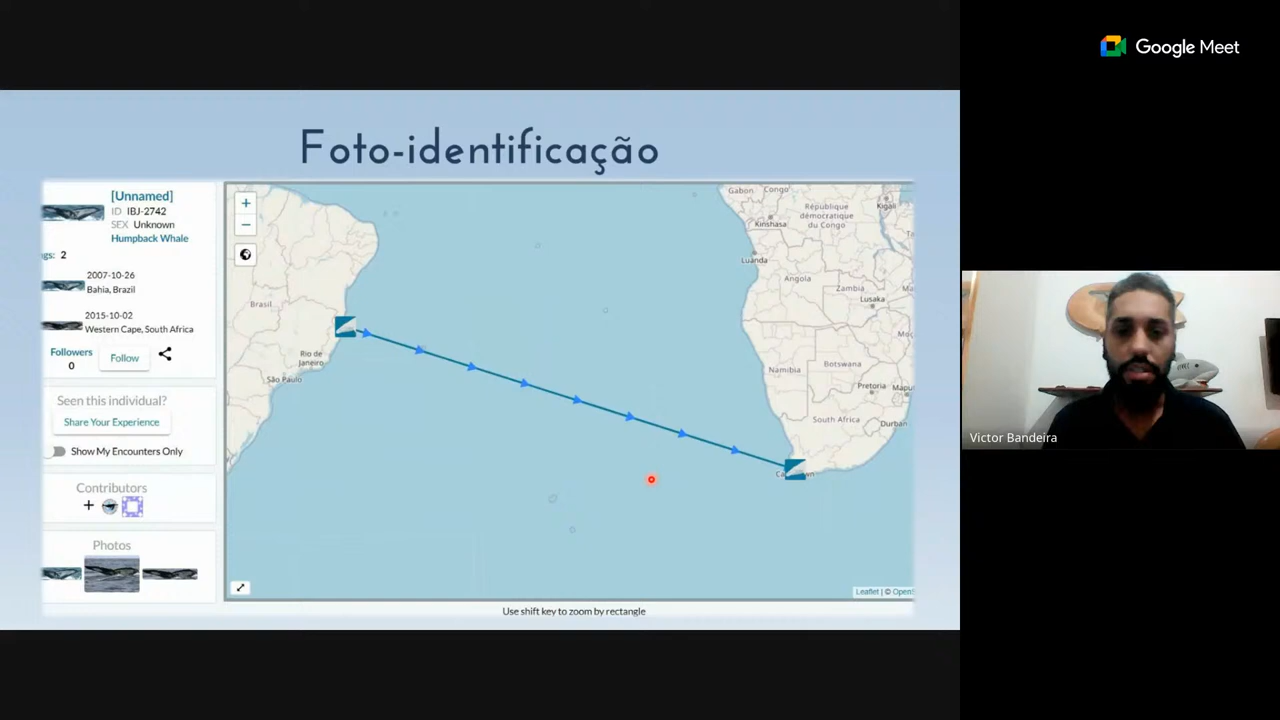 Google Meet
Foto-identificação
[Unnamed]
ID IBJ-2742
SEX Unknown
Humpback Whale
gs: 2
2007-10-26
Bahia, Brazil
2015-10-02
Western Cape, South Africa
Followers
0
Follow
Seen this individual?
Share Your Experience
Show My Encounters Only
Contributors
+
Photos
+
−
Gabon
Congo
Kigali
République
démocratique
du Congo
Kinshasa
Luanda
Angola
Zambia
Lusaka
Brasil
Rio de
Janeiro
São Paulo
Namibia
Botswana
Pretoria
South Africa
Durban
Leaflet | ©
Use shift key to zoom by rectangle
Victor Bandeira